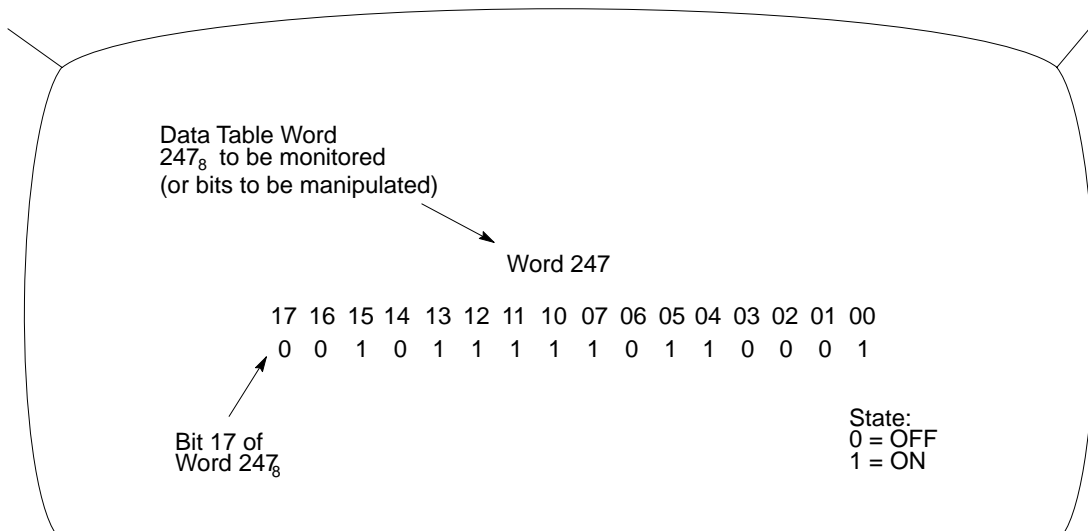 Data Table Word
247₈ to be monitored
(or bits to be manipulated)
Word 247
17 16 15 14 13 12 11 10 07 06 05 04 03 02 01 00
0 0 1 0 1 1 1 1 1 0 1 1 0 0 0 1
Bit 17 of
Word 247₈
State:
0 = OFF
1 = ON